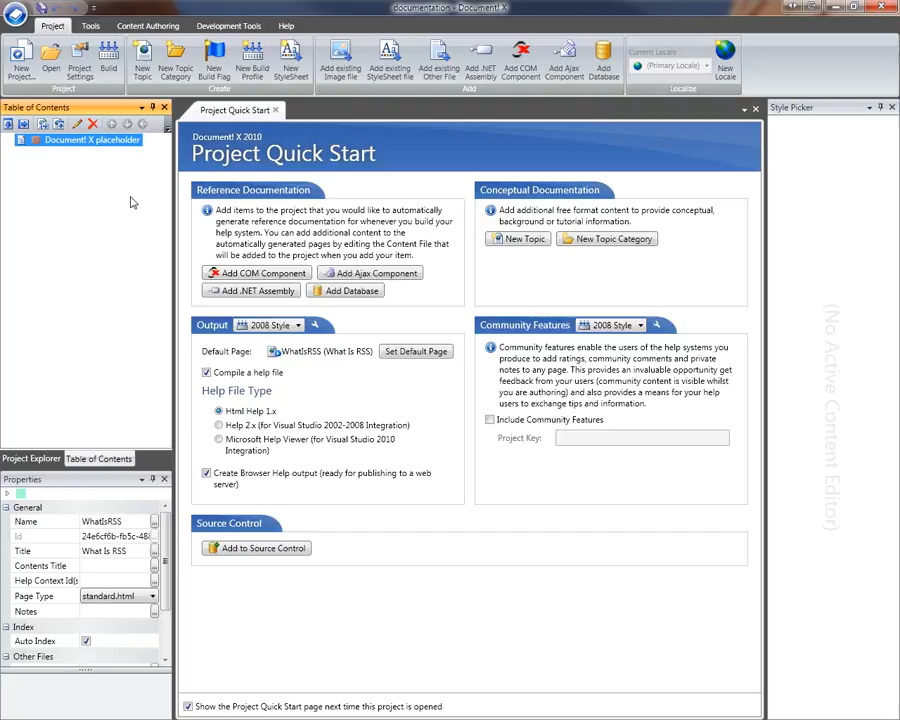 documentation - Document! X
Project Tools Content Authoring Development Tools Help
New Project... Open Project Settings Build
New Topic New Topic Category New Build Flag New Build Profile New StyleSheet
Add existing Image file Add existing StyleSheet file Add existing Other File Add .NET Assembly Add COM Component Add Ajax Component Add Database
Current Locale
(Primary Locale)
New Locale
Project Create Add Localize
Table of Contents
Document! X placeholder
Project Quick Start
Document! X 2010
Project Quick Start
Reference Documentation
Add items to the project that you would like to automatically
generate reference documentation for whenever you build your
help system. You can add additional content to the
automatically generated pages by editing the Content File that
will be added to the project when you add your item.
Add COM Component Add Ajax Component
Add .NET Assembly Add Database
Conceptual Documentation
Add additional free format content to provide conceptual,
background or tutorial information.
New Topic New Topic Category
Output 2008 Style
Default Page: WhatIsRSS (What Is RSS) Set Default Page
Compile a help file
Help File Type
Html Help 1.x
Help 2.x (for Visual Studio 2002-2008 Integration)
Microsoft Help Viewer (for Visual Studio 2010
Integration)
Create Browser Help output (ready for publishing to a web
server)
Community Features 2008 Style
Community features enable the users of the help systems you
produce to add ratings, community comments and private
notes to any page. This provides an invaluable opportunity get
feedback from your users (community content is visible whilst
you are authoring) and also provides a means for your help
users to exchange tips and information.
Include Community Features
Project Key:
Source Control
Add to Source Control
Show the Project Quick Start page next time this project is opened
Style Picker
(No Active Content Editor)
Project Explorer Table of Contents
Properties
General
Name WhatIsRSS ...
Id 24e6cf6b-fb5c-48
Title What Is RSS ...
Contents Title ...
Help Context Id(s ...
Page Type standard.html
Notes ...
Index
Auto Index
Other Files